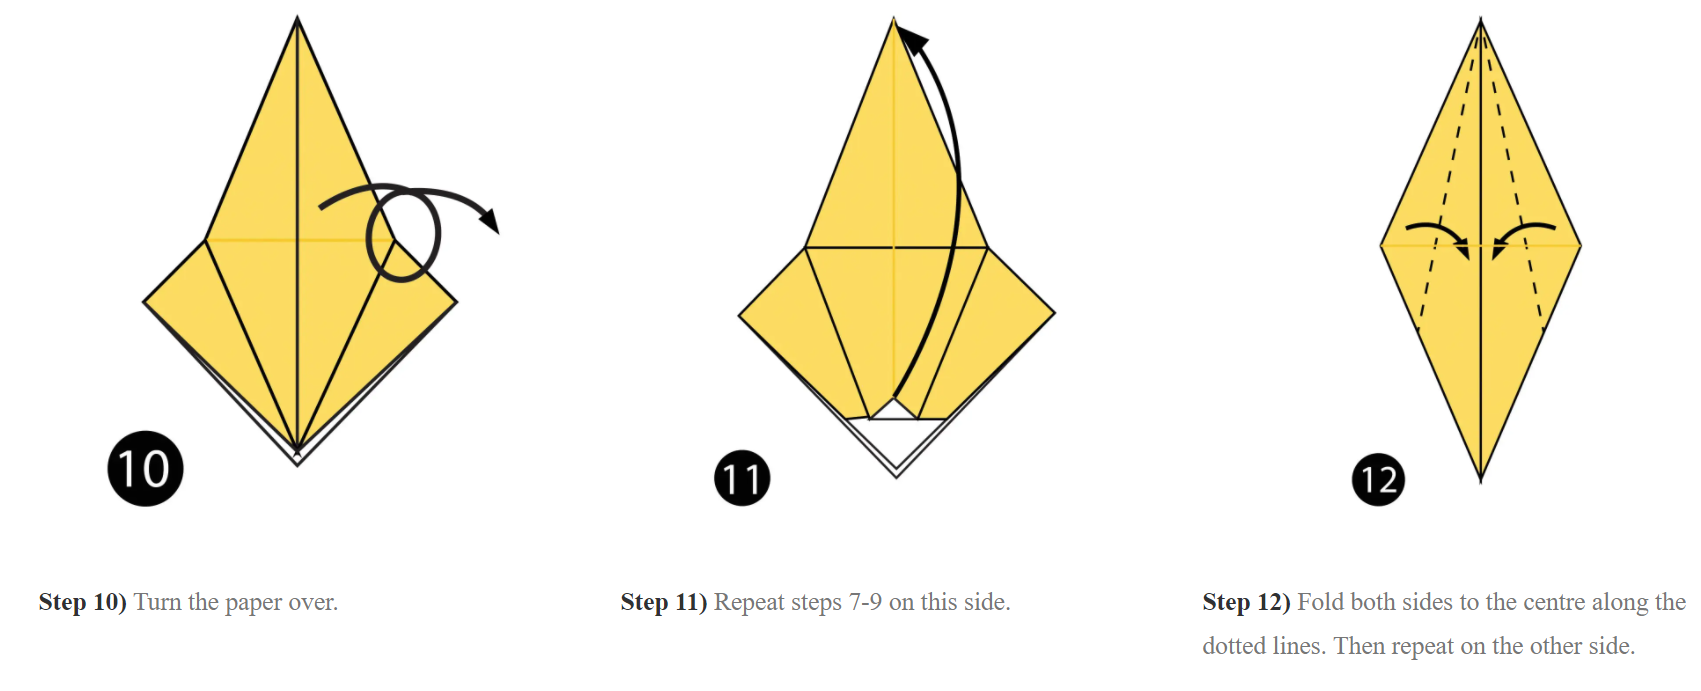 10
11
12
Step 10) Turn the paper over.
Step 11) Repeat steps 7-9 on this side.
Step 12) Fold both sides to the centre along the
dotted lines. Then repeat on the other side.